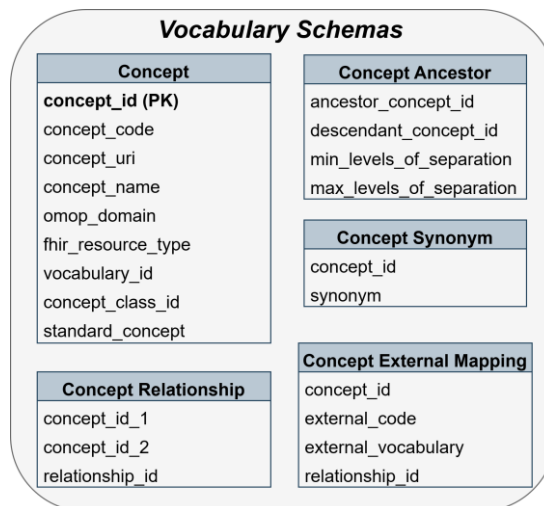 Vocabulary Schemas
Concept
concept_id (PK)
concept_code
concept_uri
concept_name
omop_domain
fhir_resource_type
vocabulary_id
concept_class_id
standard_concept
Concept Ancestor
ancestor_concept_id
descendant_concept_id
min_levels_of_separation
max_levels_of_separation
Concept Synonym
concept_id
synonym
Concept Relationship
concept_id_1
concept_id_2
relationship_id
Concept External Mapping
concept_id
external_code
external_vocabulary
relationship_id